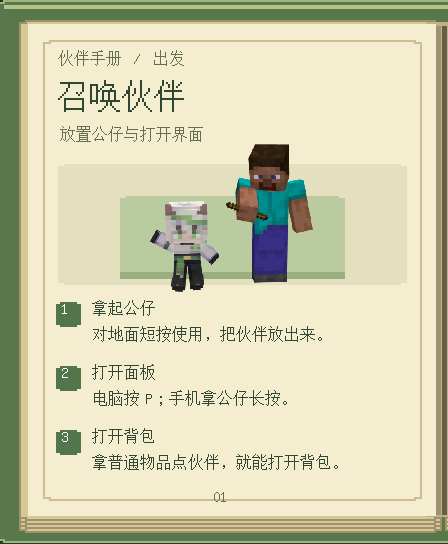 伙伴手册 / 出发
召唤伙伴
放置公仔与打开界面
1 拿起公仔
对地面短按使用，把伙伴放出来。
2 打开面板
电脑按 P；手机拿公仔长按。
3 打开背包
拿普通物品点伙伴，就能打开背包。
01